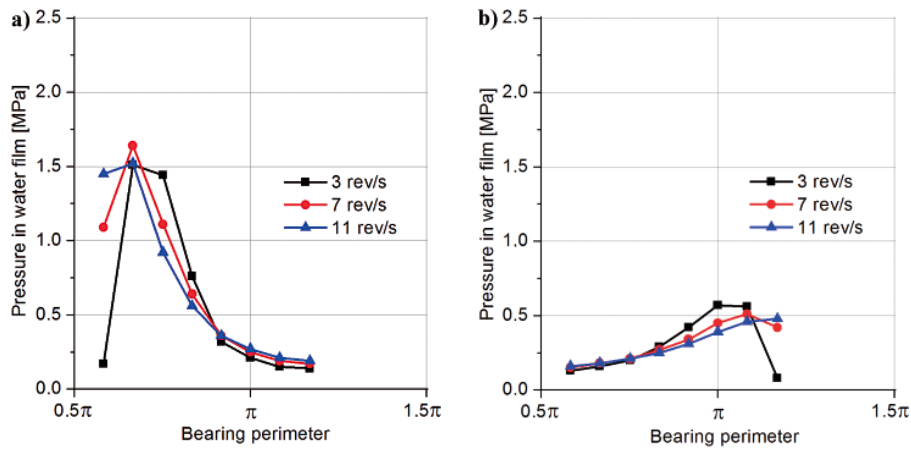 a)
Pressure in water film [MPa]
2.5
2.0
1.5
1.0
0.5
0.0
3 rev/s
7 rev/s
11 rev/s
0.5π π 1.5π
Bearing perimeter
b)
Pressure in water film [MPa]
2.5
2.0
1.5
1.0
0.5
0.0
3 rev/s
7 rev/s
11 rev/s
0.5π π 1.5π
Bearing perimeter